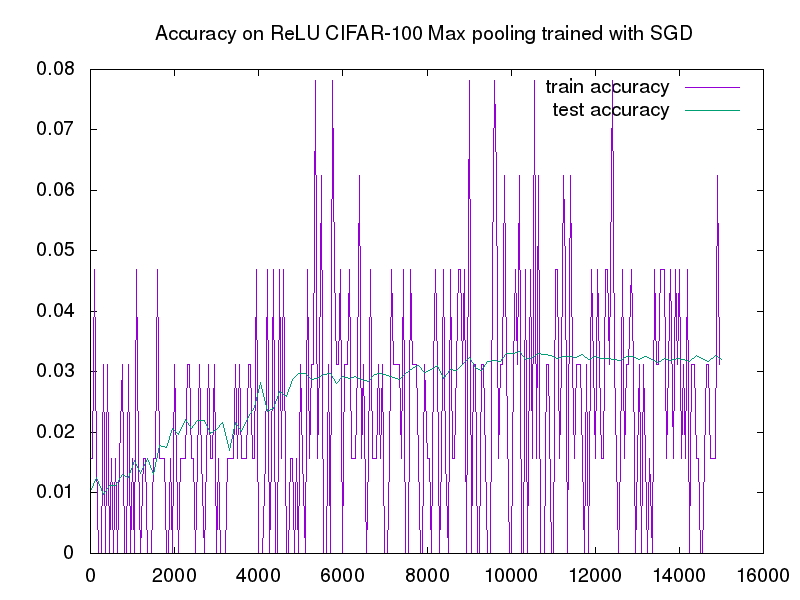 Accuracy on ReLU CIFAR-100 Max pooling trained with SGD
0.08
train accuracy
test accuracy
0.07
0.06
0.05
0.04
0.03
0.02
0.01
0
0 2000 4000 6000 8000 10000 12000 14000 16000